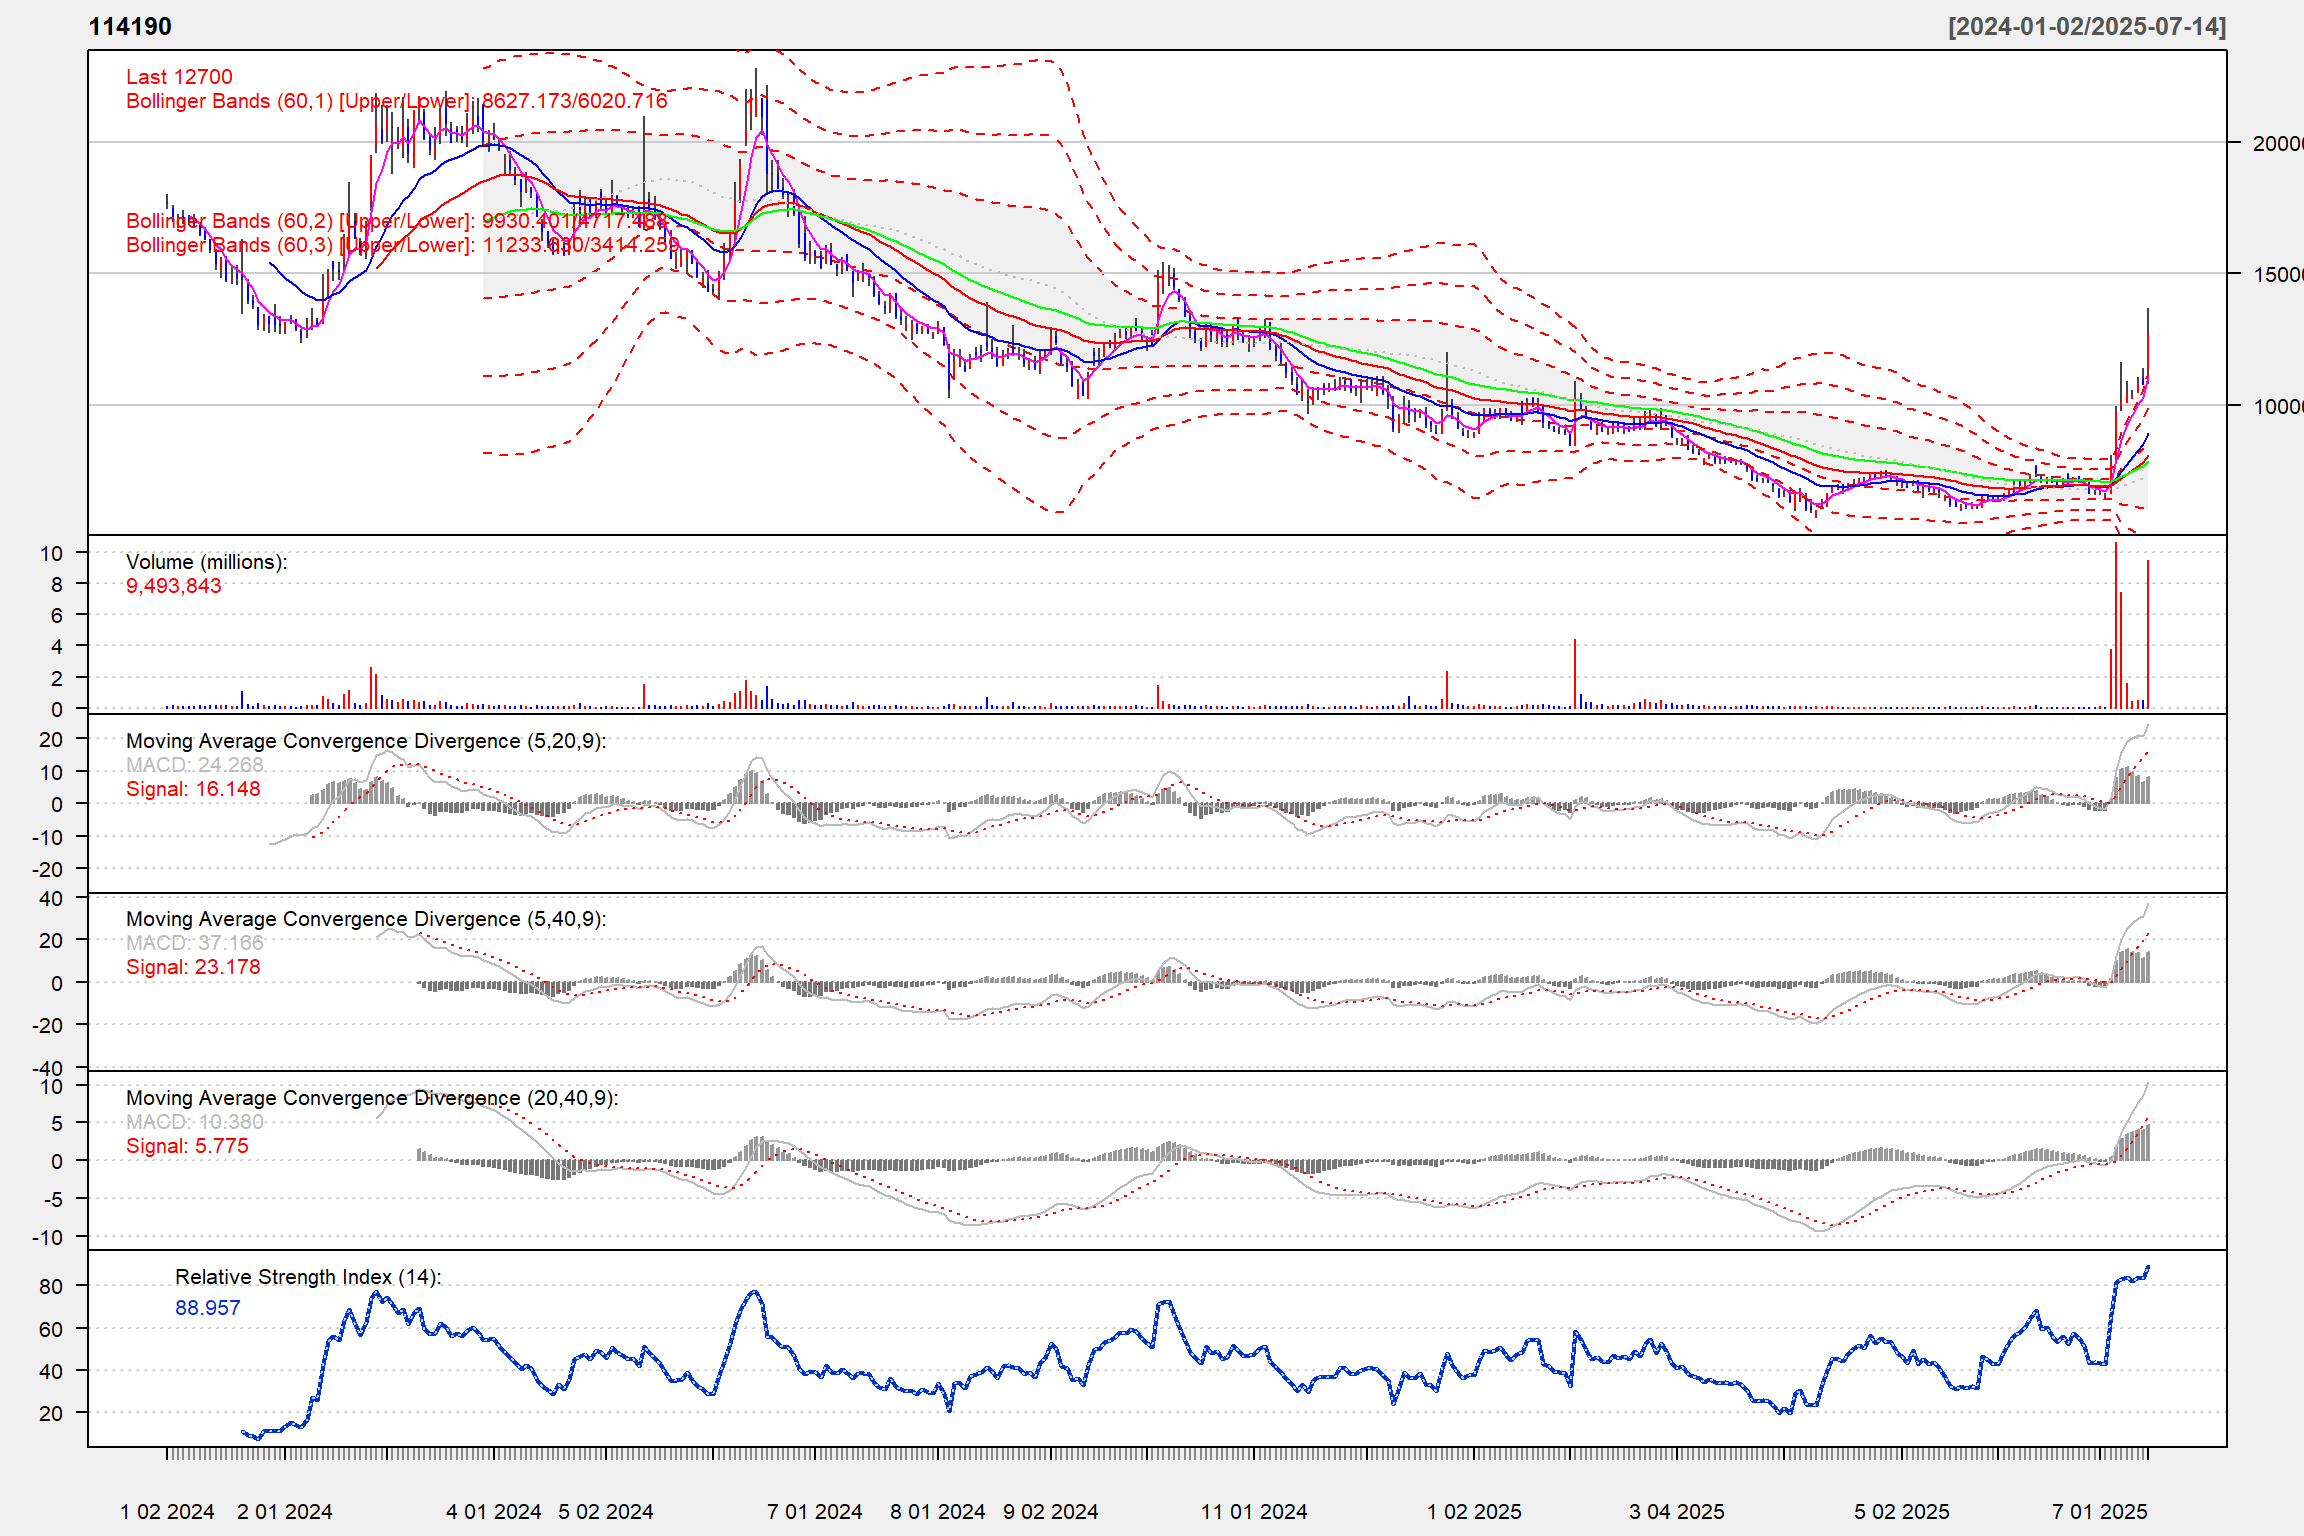 114190
[2024-01-02/2025-07-14]
Last 12700
Bollinger Bands (60,1) [Upper/Lower]: 8627.173/6020.716
Bollinger Bands (60,2) [Upper/Lower]: 9930.401/4717.488
Bollinger Bands (60,3) [Upper/Lower]: 11233.630/3414.259
20000
15000
10000
Volume (millions):
9,493,843
10
8
6
4
2
0
Moving Average Convergence Divergence (5,20,9):
MACD: 24.268
Signal: 16.148
20
10
0
-10
-20
Moving Average Convergence Divergence (5,40,9):
MACD: 37.166
Signal: 23.178
40
20
0
-20
-40
Moving Average Convergence Divergence (20,40,9):
MACD: 10.380
Signal: 5.775
10
5
0
-5
-10
Relative Strength Index (14):
88.957
80
60
40
20
1 02 2024 2 01 2024 4 01 2024 5 02 2024 7 01 2024 8 01 2024 9 02 2024 11 01 2024 1 02 2025 3 04 2025 5 02 2025 7 01 2025